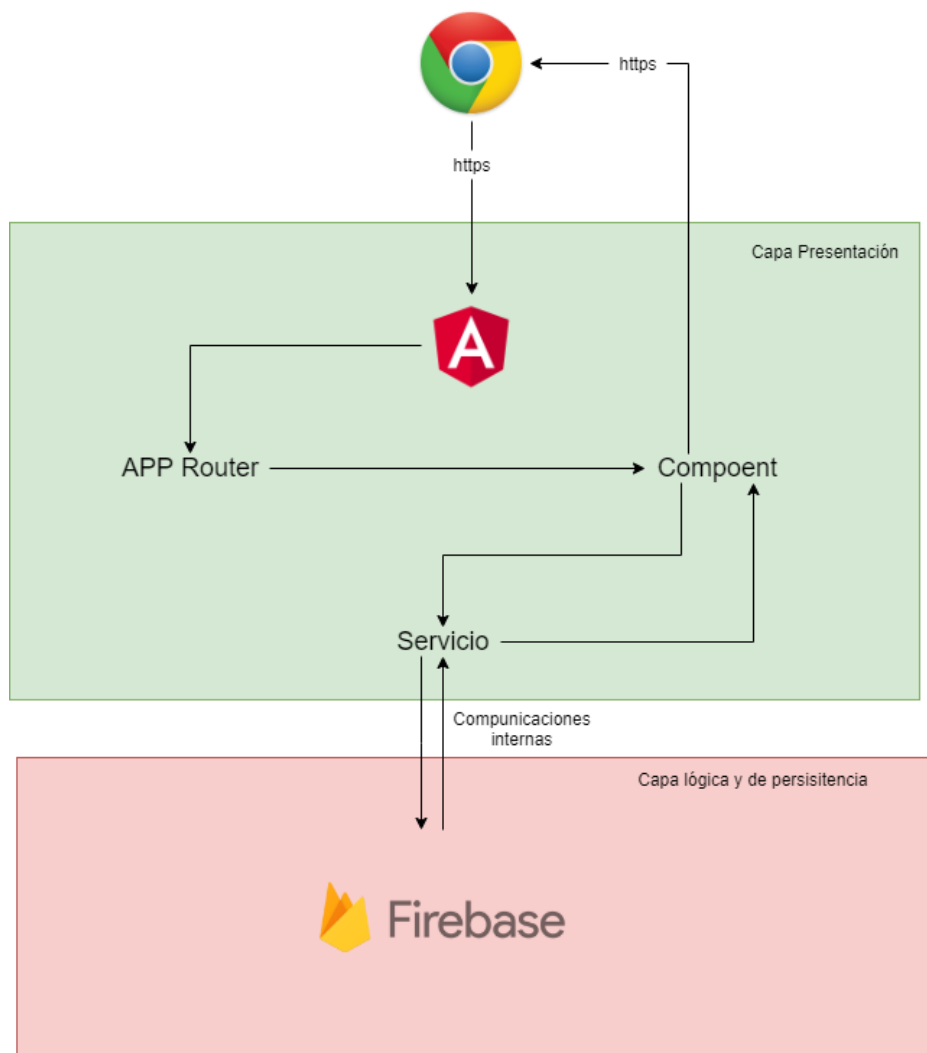 https
https
Capa Presentación
A
APP Router
Compoent
Servicio
Compunicaciones
internas
Capa lógica y de persisitencia
Firebase